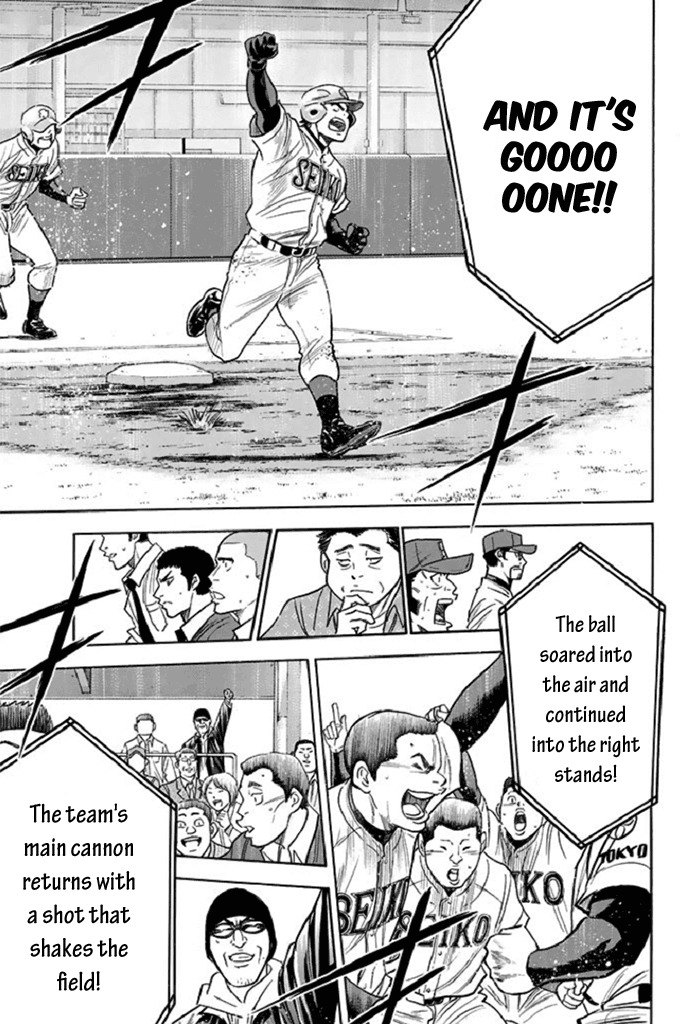 AND IT'S
GOOOO
OONE!!
SEIKO
SEIKO
The ball
soared into
the air and
continued
into the right
stands!
TOKYO
SEIKO
SEIKO
The team's
main cannon
returns with
a shot that
shakes the
field!